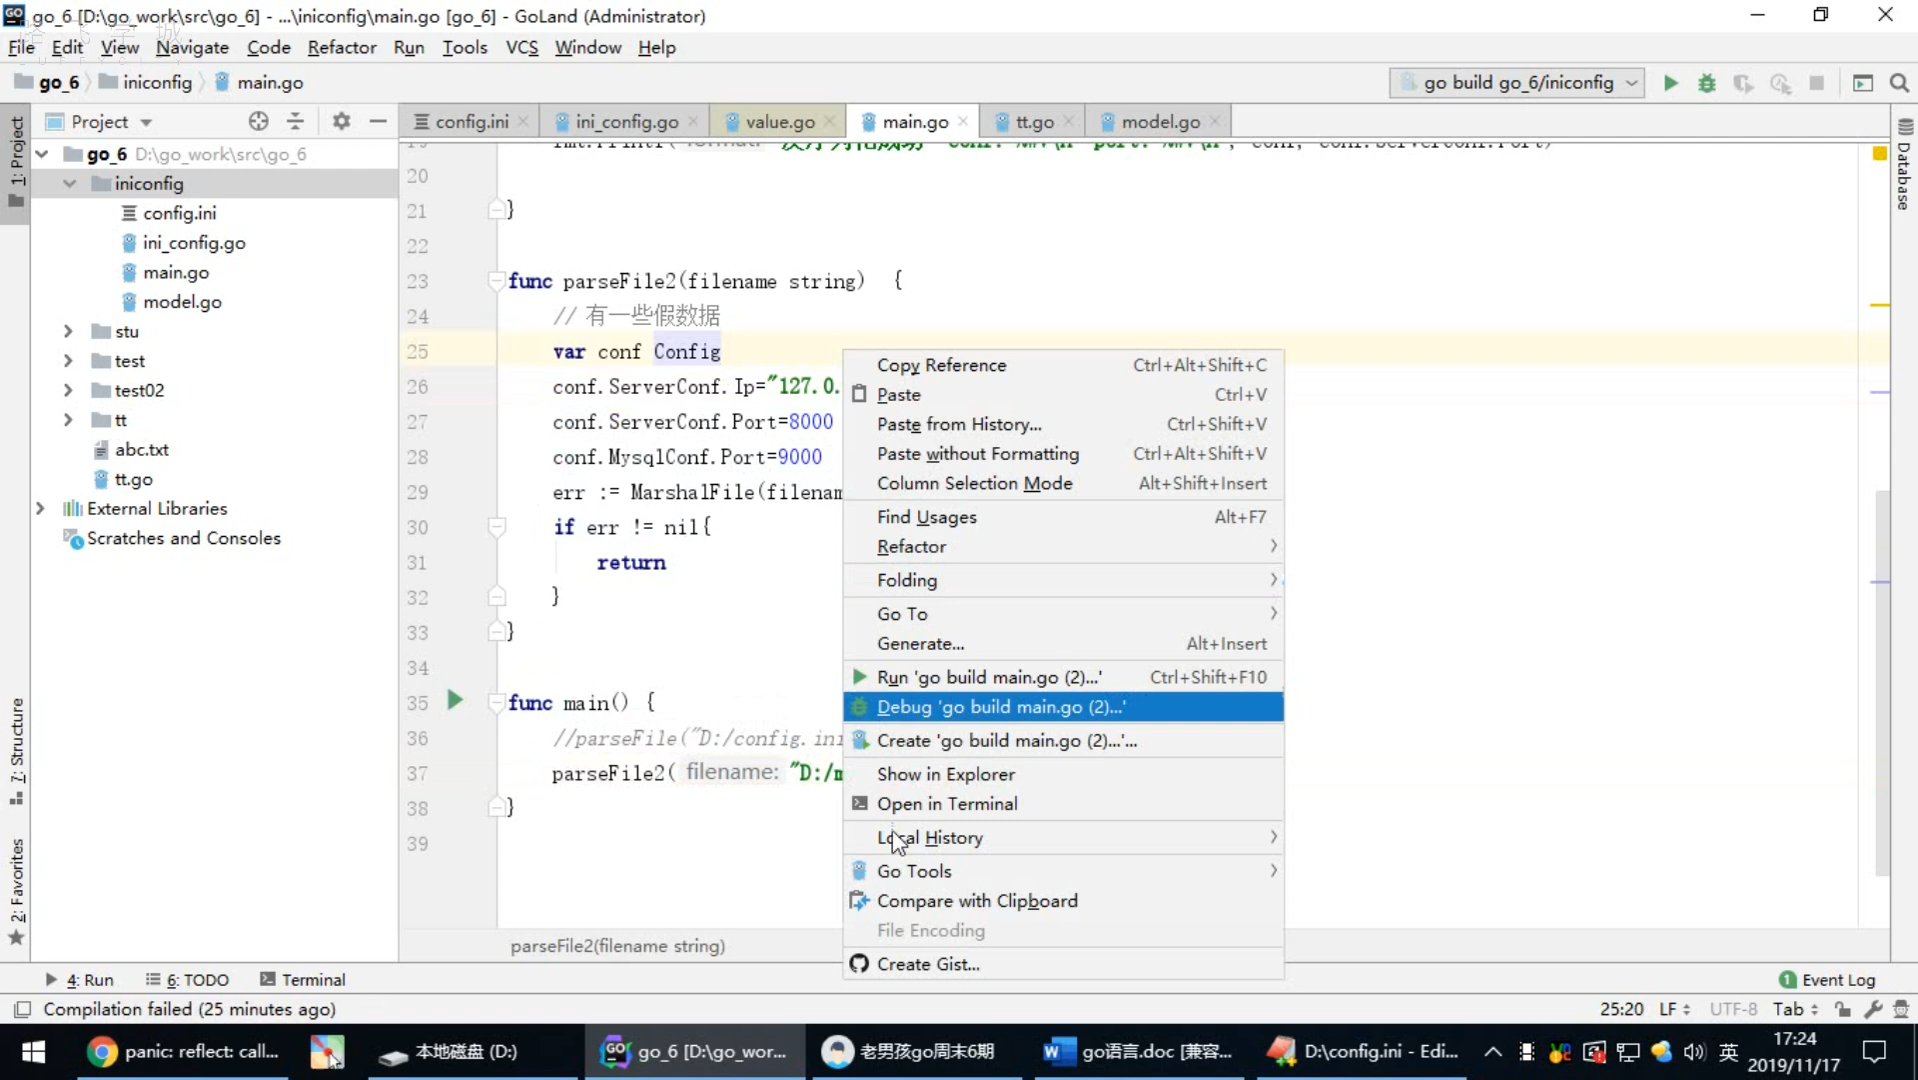 go_6 [D:\go_work\src\go_6] - ...\iniconfig\main.go [go_6] - GoLand (Administrator)
File Edit View Navigate Code Refactor Run Tools VCS Window Help
go_6 iniconfig main.go
go build go_6/iniconfig
1: Project
Project
config.ini ini_config.go value.go main.go tt.go model.go
Database
go_6 D:\go_work\src\go_6
iniconfig
config.ini
ini_config.go
main.go
model.go
stu
test
test02
tt
abc.txt
tt.go
External Libraries
Scratches and Consoles
7: Structure
2: Favorites
20
21 }
22
23 func parseFile2(filename string) {
24 // 有一些假数据
25 var conf Config
26 conf.ServerConf.Ip="127.0.
27 conf.ServerConf.Port=8000
28 conf.MysqlConf.Port=9000
29 err := MarshalFile(filenam
30 if err != nil{
31 return
32 }
33 }
34
35 func main() {
36 //parseFile("D:/config.ini
37 parseFile2( filename: "D:/m
38 }
39
Copy Reference Ctrl+Alt+Shift+C
Paste Ctrl+V
Paste from History... Ctrl+Shift+V
Paste without Formatting Ctrl+Alt+Shift+V
Column Selection Mode Alt+Shift+Insert
Find Usages Alt+F7
Refactor
Folding
Go To
Generate... Alt+Insert
Run 'go build main.go (2)...' Ctrl+Shift+F10
Debug 'go build main.go (2)...'
Create 'go build main.go (2)...'...
Show in Explorer
Open in Terminal
Local History
Go Tools
Compare with Clipboard
File Encoding
Create Gist...
parseFile2(filename string)
4: Run 6: TODO Terminal
1 Event Log
Compilation failed (25 minutes ago)
25:20 LF UTF-8 Tab
panic: reflect: call...
本地磁盘 (D:)
go_6 [D:\go_wor...
老男孩go周末6期
go语言.doc [兼容...
D:\config.ini - Edi...
英
17:24
2019/11/17